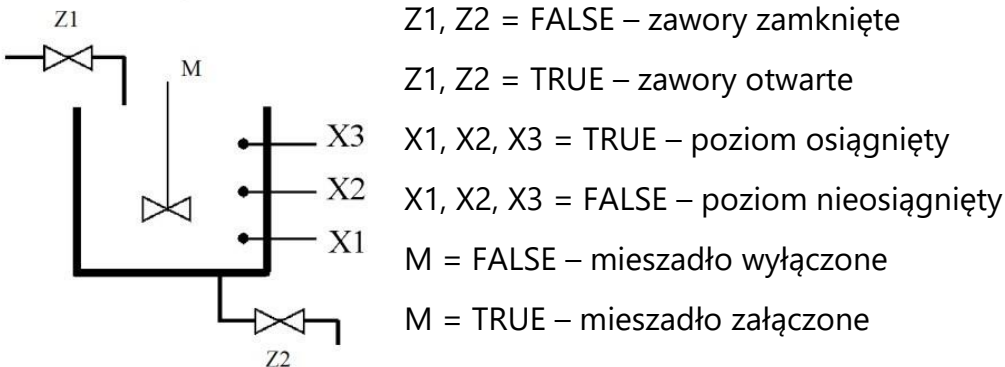 Z1
M
X3
X2
X1
Z2
Z1, Z2 = FALSE – zawory zamknięte
Z1, Z2 = TRUE – zawory otwarte
X1, X2, X3 = TRUE – poziom osiągnięty
X1, X2, X3 = FALSE – poziom nieosiągnięty
M = FALSE – mieszadło wyłączone
M = TRUE – mieszadło załączone